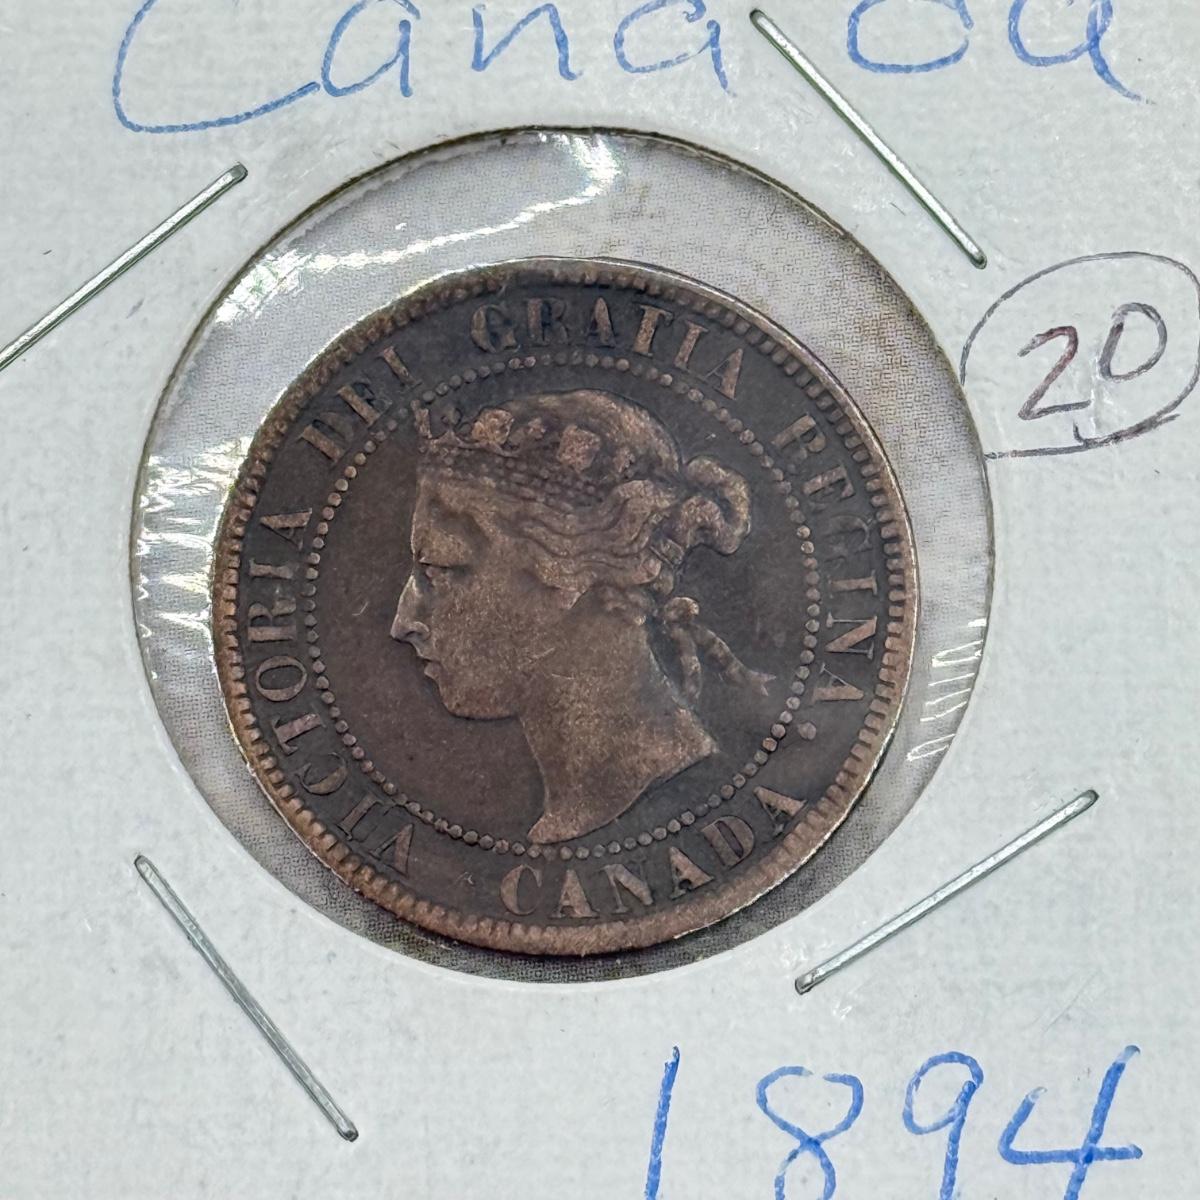 Canada
20
VICTORIA DEI GRATIA REGINA.
CANADA
1894